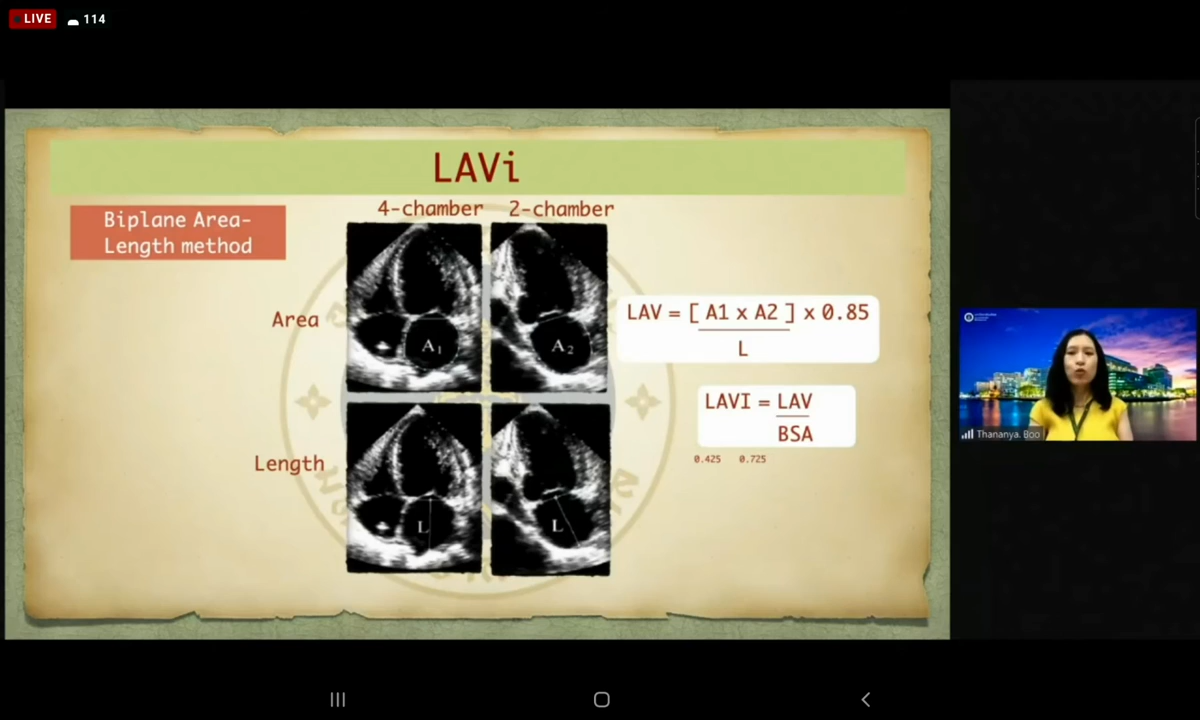 LIVE 114
LAVi
4-chamber 2-chamber
Biplane Area-
Length method
Area
A1
A2
LAV = [ A1 x A2 ] x 0.85
L
LAVI = LAV
BSA
0.425 0.725
Length
L
L
Thananya. Boo